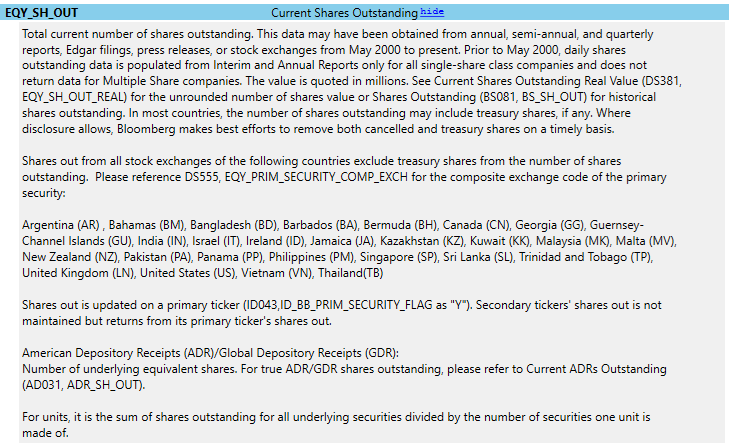 EQY_SH_OUT Current Shares Outstanding hide
Total current number of shares outstanding. This data may have been obtained from annual, semi-annual, and quarterly
reports, Edgar filings, press releases, or stock exchanges from May 2000 to present. Prior to May 2000, daily shares
outstanding data is populated from Interim and Annual Reports only for all single-share class companies and does not
return data for Multiple Share companies. The value is quoted in millions. See Current Shares Outstanding Real Value (DS381,
EQY_SH_OUT_REAL) for the unrounded number of shares value or Shares Outstanding (BS081, BS_SH_OUT) for historical
shares outstanding. In most countries, the number of shares outstanding may include treasury shares, if any. Where
disclosure allows, Bloomberg makes best efforts to remove both cancelled and treasury shares on a timely basis.
Shares out from all stock exchanges of the following countries exclude treasury shares from the number of shares
outstanding.  Please reference DS555, EQY_PRIM_SECURITY_COMP_EXCH for the composite exchange code of the primary
security:
Argentina (AR) , Bahamas (BM), Bangladesh (BD), Barbados (BA), Bermuda (BH), Canada (CN), Georgia (GG), Guernsey-
Channel Islands (GU), India (IN), Israel (IT), Ireland (ID), Jamaica (JA), Kazakhstan (KZ), Kuwait (KK), Malaysia (MK), Malta (MV),
New Zealand (NZ), Pakistan (PA), Panama (PP), Philippines (PM), Singapore (SP), Sri Lanka (SL), Trinidad and Tobago (TP),
United Kingdom (LN), United States (US), Vietnam (VN), Thailand(TB)
Shares out is updated on a primary ticker (ID043,ID_BB_PRIM_SECURITY_FLAG as "Y"). Secondary tickers' shares out is not
maintained but returns from its primary ticker's shares out.
American Depository Receipts (ADR)/Global Depository Receipts (GDR):
Number of underlying equivalent shares. For true ADR/GDR shares outstanding, please refer to Current ADRs Outstanding
(AD031, ADR_SH_OUT).
For units, it is the sum of shares outstanding for all underlying securities divided by the number of securities one unit is
made of.